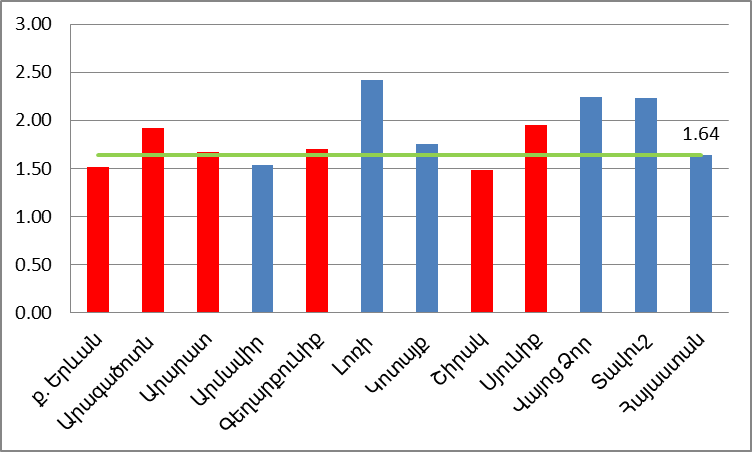 3.00
2.50
2.00
1.50
1.00
0.50
0.00
1.64
ք. Երևան
Արագածոտն
Արարատ
Արմավիր
Գեղարքունիք
Լոռի
Կոտայք
Շիրակ
Սյունիք
Վայոց Ձոր
Տավուշ
Հայաստան